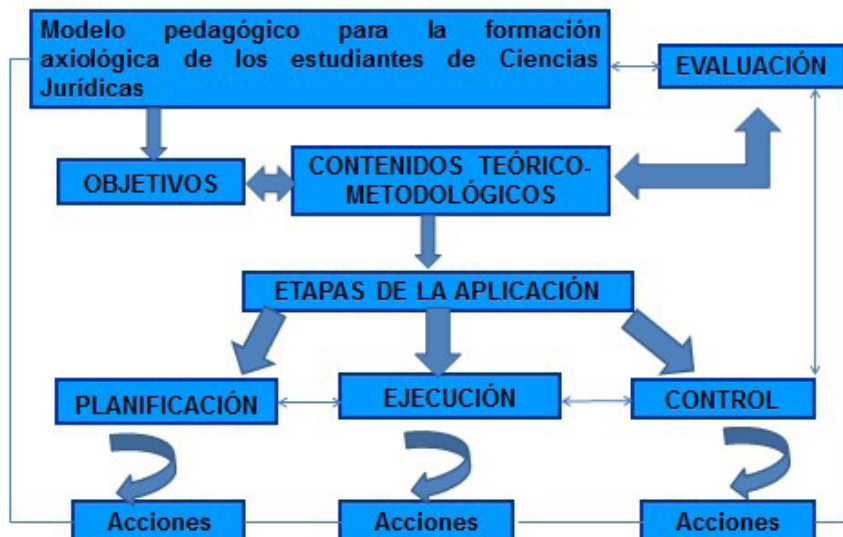 Modelo pedagógico para la formación
axiológica de los estudiantes de Ciencias
Jurídicas
EVALUACIÓN
OBJETIVOS
CONTENIDOS TEÓRICO-
METODOLÓGICOS
ETAPAS DE LA APLICACIÓN
PLANIFICACIÓN
EJECUCIÓN
CONTROL
Acciones
Acciones
Acciones